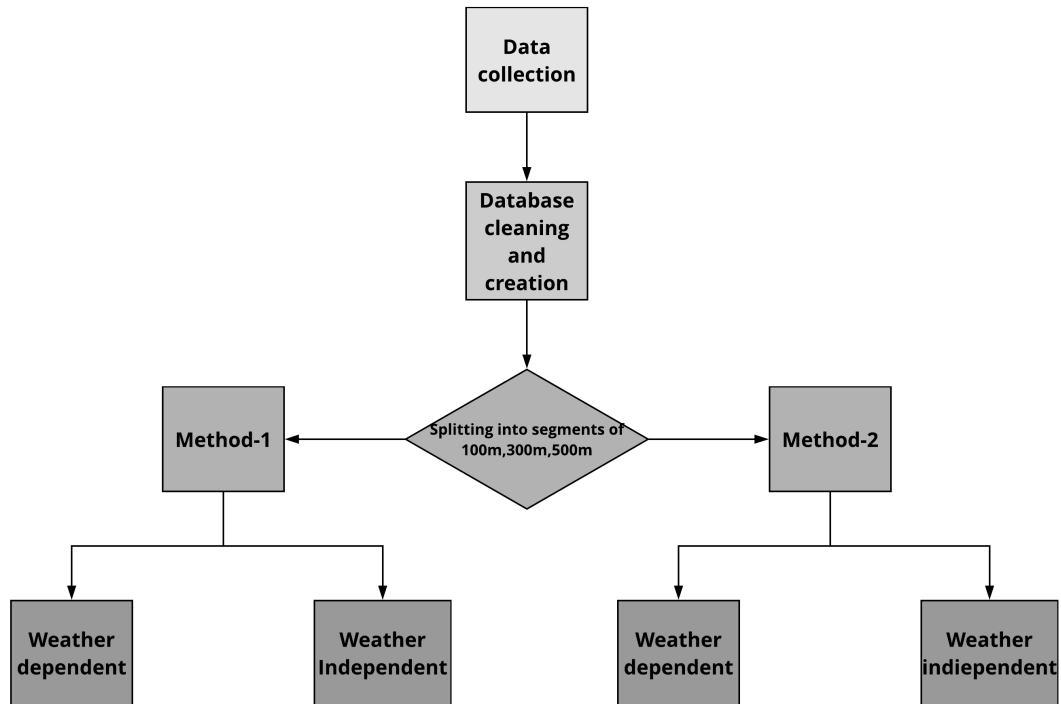 Data
collection
Database
cleaning
and
creation
Splitting into segments of
100m,300m,500m
Method-1
Method-2
Weather
dependent
Weather
Independent
Weather
dependent
Weather
indiependent